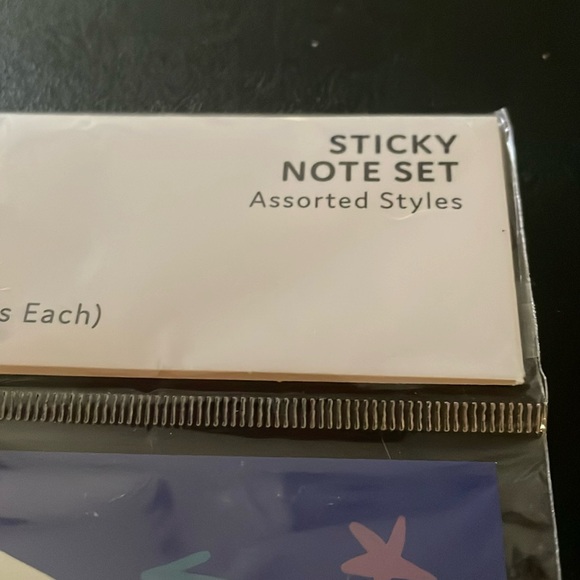 STICKY
NOTE SET
Assorted Styles
Each)